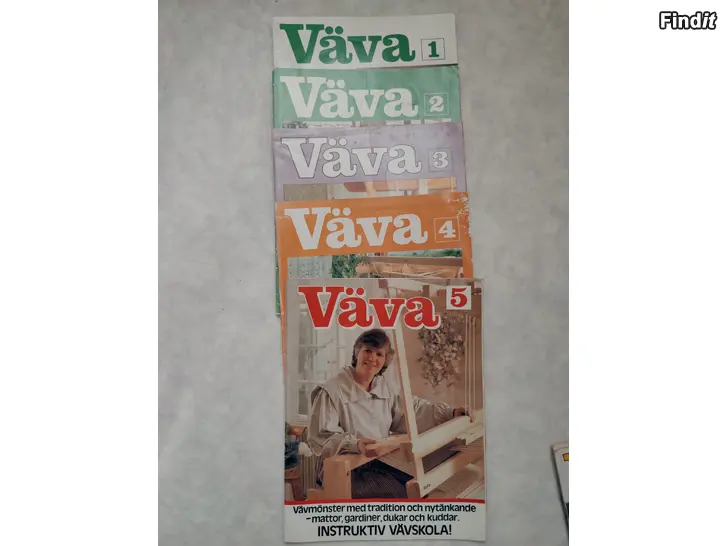 Findit
Väva 1
Väva 2
Väva 3
Väva 4
Väva 5
Vävmönster med tradition och nytänkande
–mattor, gardiner, dukar och kuddar.
INSTRUKTIV VÄVSKOLA!